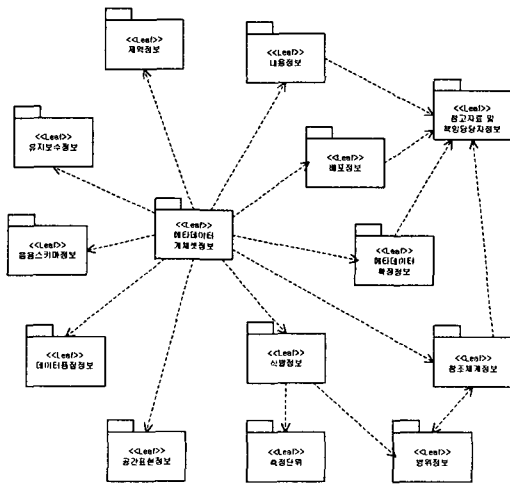 <<Leaf>>
제약정보
<<Leaf>>
내용정보
<<Leaf>>
참고자료 및
책임담당자정보
<<Leaf>>
유지보수정보
<<Leaf>>
배포정보
<<Leaf>>
메타데이터
개체셋정보
<<Leaf>>
응용스키마정보
<<Leaf>>
메타데이터
확장정보
<<Leaf>>
데이터품질정보
<<Leaf>>
식별정보
<<Leaf>>
참조체계정보
<<Leaf>>
공간표현정보
<<Leaf>>
측정단위
<<Leaf>>
범위정보